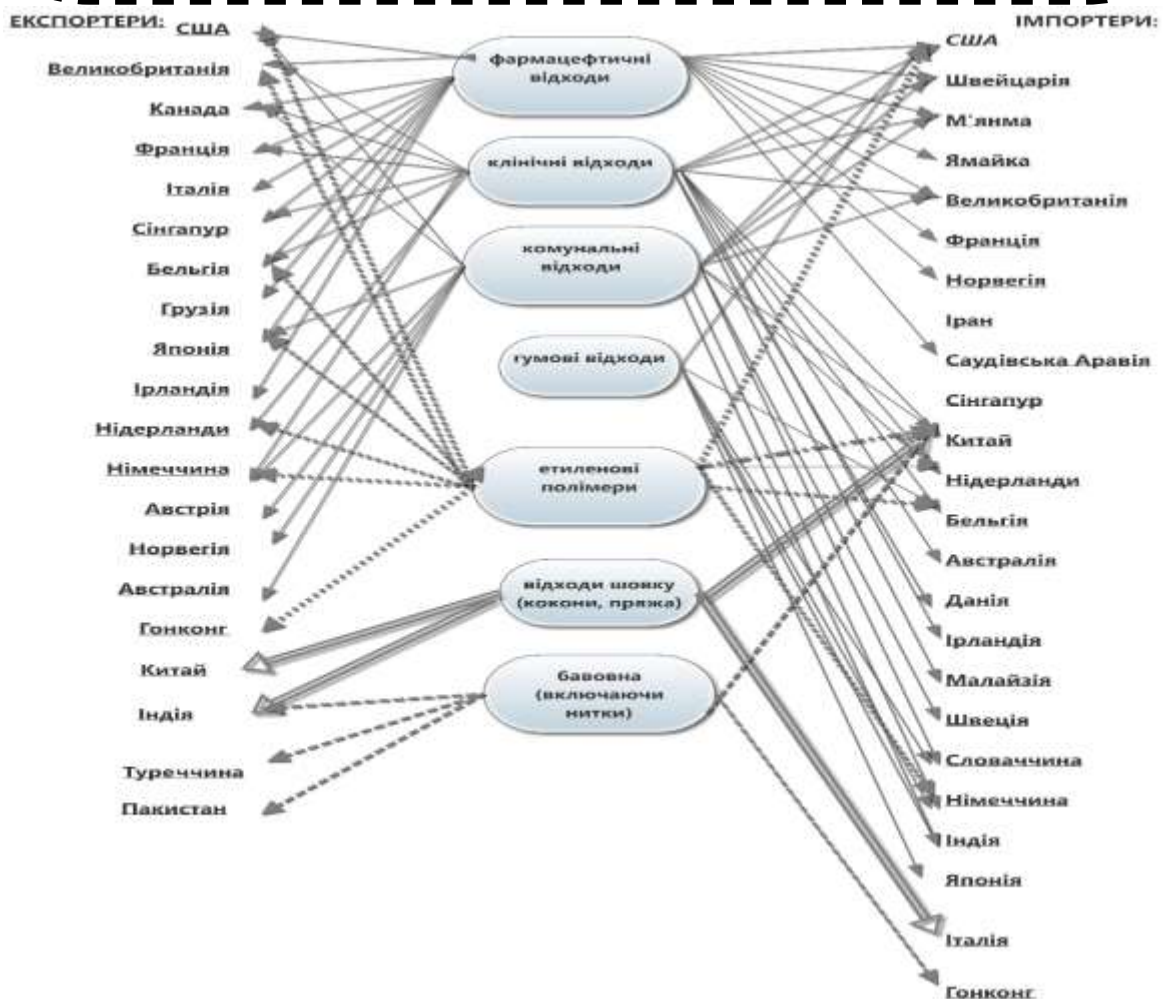 ЕКСПОРТЕРИ:
США
Великобританія
Канада
Франція
Італія
Сінгапур
Бельгія
Грузія
Японія
Ірландія
Нідерланди
Німеччина
Австрія
Норвегія
Австралія
Гонконг
Китай
Індія
Туреччина
Пакистан
фармацефтичні
відходи
клінічні відходи
комунальні
відходи
гумові відходи
етиленові
полімери
відходи шовку
(кокони, пряжа)
бавовна
(включаючи
нитки)
ІМПОРТЕРИ:
США
Швейцарія
М'янма
Ямайка
Великобританія
Франція
Норвегія
Іран
Саудівська Аравія
Сінгапур
Китай
Нідерланди
Бельгія
Австралія
Данія
Ірландія
Малайзія
Швеція
Словаччина
Німеччина
Індія
Японія
Італія
Гонконг